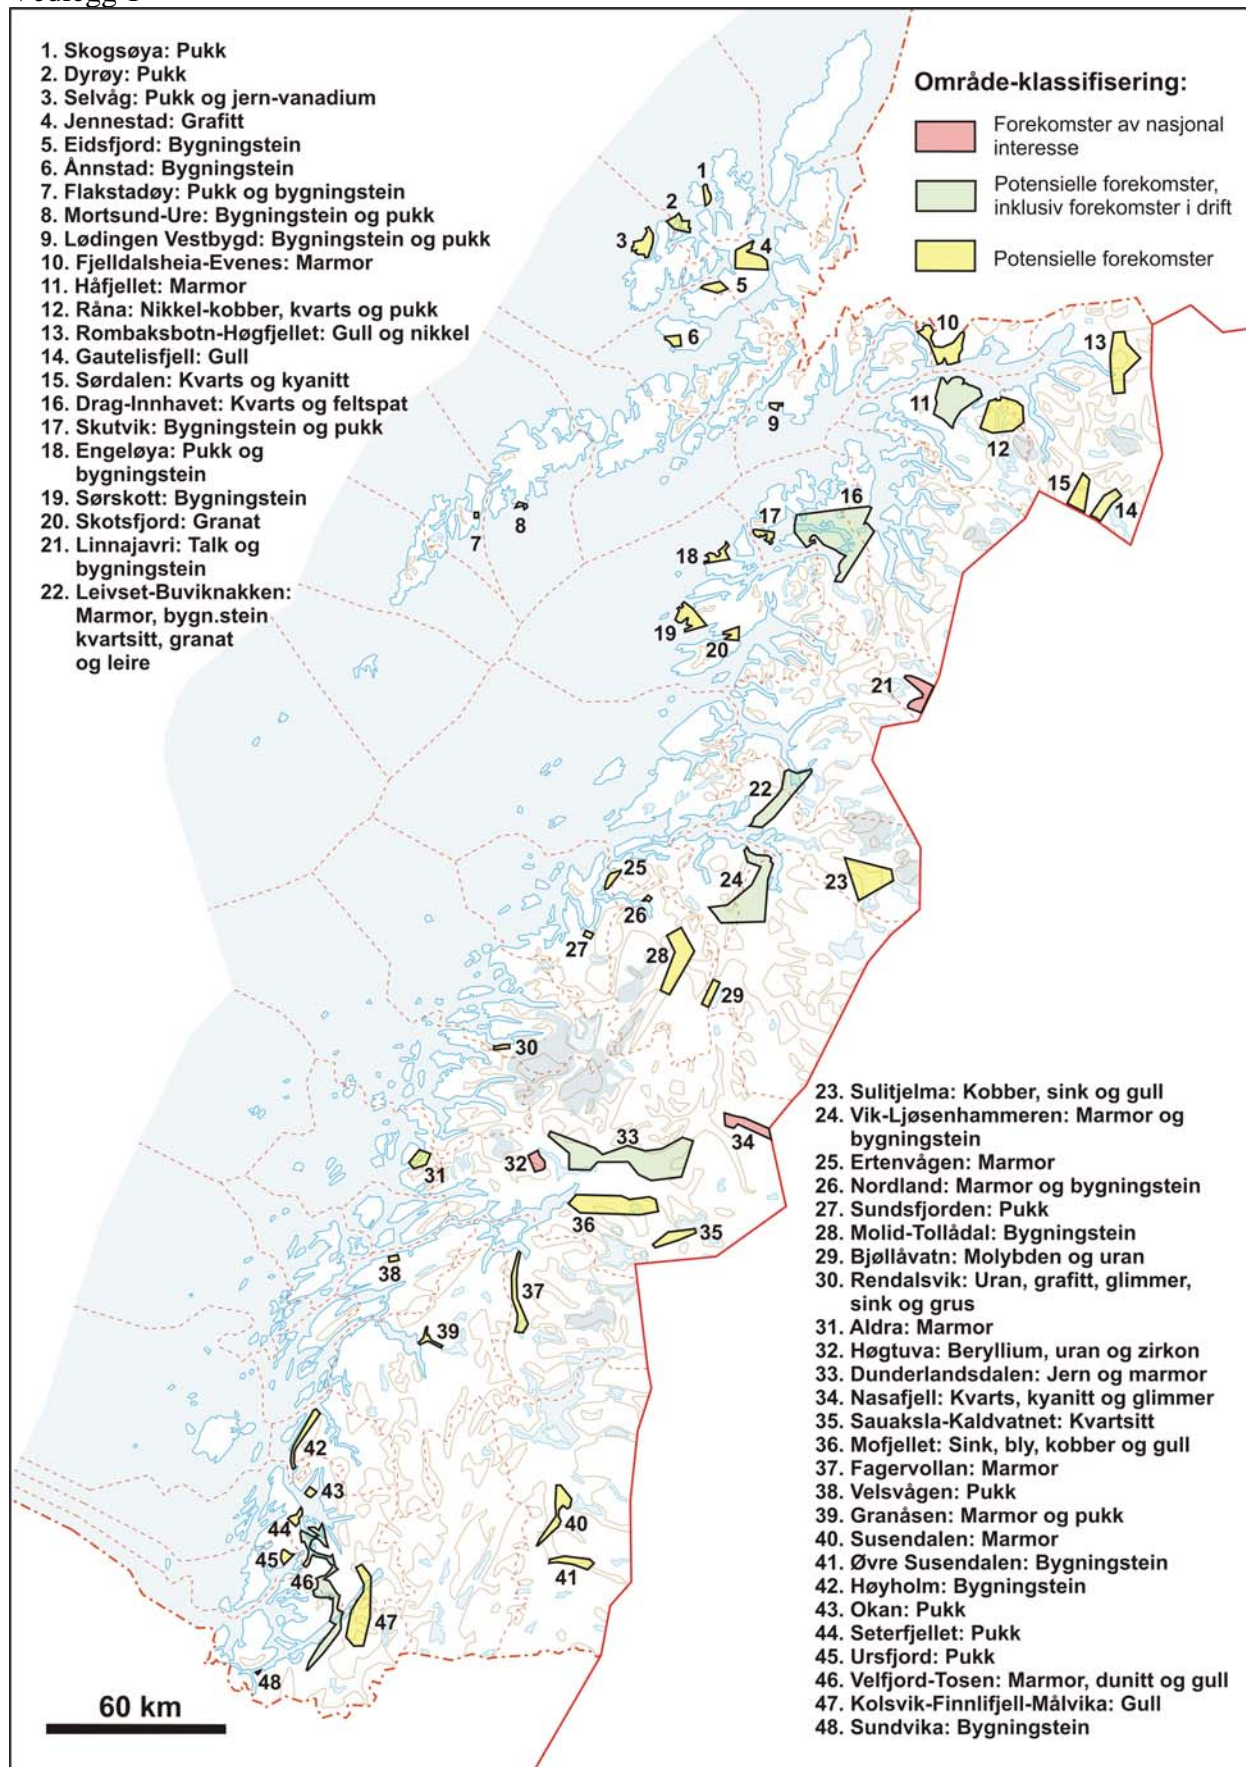 1. Skogsøya: Pukk
2. Dyrøy: Pukk
3. Selvåg: Pukk og jern-vanadium
4. Jennestad: Grafitt
5. Eidsfjord: Bygningstein
6. Ånnstad: Bygningstein
7. Flakstadøy: Pukk og bygningstein
8. Mortsund-Ure: Bygningstein og pukk
9. Lødingen Vestbygd: Bygningstein og pukk
10. Fjelldalsheia-Evenes: Marmor
11. Håfjellet: Marmor
12. Råna: Nikkel-kobber, kvarts og pukk
13. Rombaksbotn-Høgfjellet: Gull og nikkel
14. Gautelisfjell: Gull
15. Sørdalen: Kvarts og kyanitt
16. Drag-Innhavet: Kvarts og feltspat
17. Skutvik: Bygningstein og pukk
18. Engeløya: Pukk og
bygningstein
19. Sørskott: Bygningstein
20. Skotsfjord: Granat
21. Linnajavri: Talk og
bygningstein
22. Leivset-Buviknakken:
Marmor, bygn.stein
kvartsitt, granat
og leire
Område-klassifisering:
Forekomster av nasjonal
interesse
Potensielle forekomster,
inklusiv forekomster i drift
Potensielle forekomster
1
2
3
4
5
6
10
13
9
11
12
15
14
16
7
8
17
18
19
20
21
22
25
24
23
26
27
28
29
30
33
34
32
31
36
35
38
37
39
42
43
44
40
45
46
41
47
48
60 km
23. Sulitjelma: Kobber, sink og gull
24. Vik-Ljøsenhammeren: Marmor og
bygningstein
25. Ertenvågen: Marmor
26. Nordland: Marmor og bygningstein
27. Sundsfjorden: Pukk
28. Molid-Tollådal: Bygningstein
29. Bjøllåvatn: Molybden og uran
30. Rendalsvik: Uran, grafitt, glimmer,
sink og grus
31. Aldra: Marmor
32. Høgtuva: Beryllium, uran og zirkon
33. Dunderlandsdalen: Jern og marmor
34. Nasafjell: Kvarts, kyanitt og glimmer
35. Sauaksla-Kaldvatnet: Kvartsitt
36. Mofjellet: Sink, bly, kobber og gull
37. Fagervollan: Marmor
38. Velsvågen: Pukk
39. Granåsen: Marmor og pukk
40. Susendalen: Marmor
41. Øvre Susendalen: Bygningstein
42. Høyholm: Bygningstein
43. Okan: Pukk
44. Seterfjellet: Pukk
45. Ursfjord: Pukk
46. Velfjord-Tosen: Marmor, dunitt og gull
47. Kolsvik-Finnlifjell-Målvika: Gull
48. Sundvika: Bygningstein